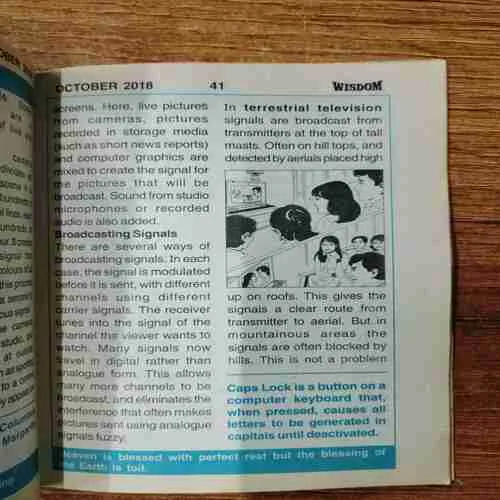 OCTOBER 2018 41 WISDOM
screens. Here, live pictures
from cameras, pictures
recorded in storage media
(such as short news reports)
and computer graphics are
mixed to create the signal for
the pictures that will be
broadcast. Sound from studio
microphones or recorded
audio is also added.
Broadcasting Signals
There are several ways of
broadcasting signals. In each
case, the signal is modulated
before it is sent, with different
channels using different
carrier signals. The receiver
tunes into the signal of the
channel the viewer wants to
watch. Many signals now
travel in digital rather than
analogue form. This allows
many more channels to be
broadcast, and eliminates the
interference that often makes
pictures sent using analogue
signals fuzzy.
In terrestrial television
signals are broadcast from
transmitters at the top of tall
masts. Often on hill tops, and
detected by aerials placed high
up on roofs. This gives the
signals a clear route from
transmitter to aerial. But in
mountainous areas the
signals are often blocked by
hills. This is not a problem
Caps Lock is a button on a
computer keyboard that,
when pressed, causes all
letters to be generated in
capitals until deactivated.
Heaven is blessed with perfect rest but the blessing of
the Earth is toil.